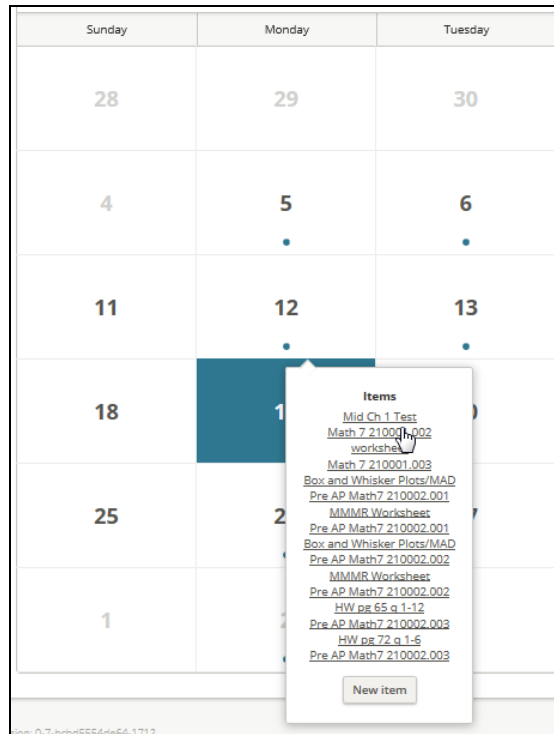 Sunday Monday Tuesday
28 29 30
4 5 6
11 12 13
18
Items
Mid Ch 1 Test
Math 7 210001.002
Math 7 210001.003
Box and Whisker Plots/MAD
Pre AP Math7 210002.001
MMMR Worksheet
Pre AP Math7 210002.001
Box and Whisker Plots/MAD
Pre AP Math7 210002.002
MMMR Worksheet
Pre AP Math7 210002.002
HW pg 65 q 1-12
Pre AP Math7 210002.003
HW pg 72 q 1-6
Pre AP Math7 210002.003
New item
25
1